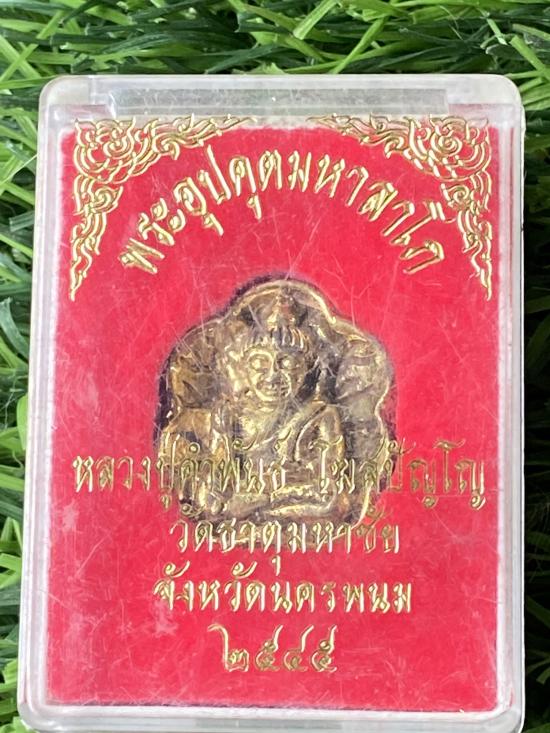 พระอุปคุตมหาลาโภ
หลวงปู่คำพันธ์ โฆสปัญโญ
วัดธาตุมหาชัย
จังหวัดนครพนม
๒๕๔๕